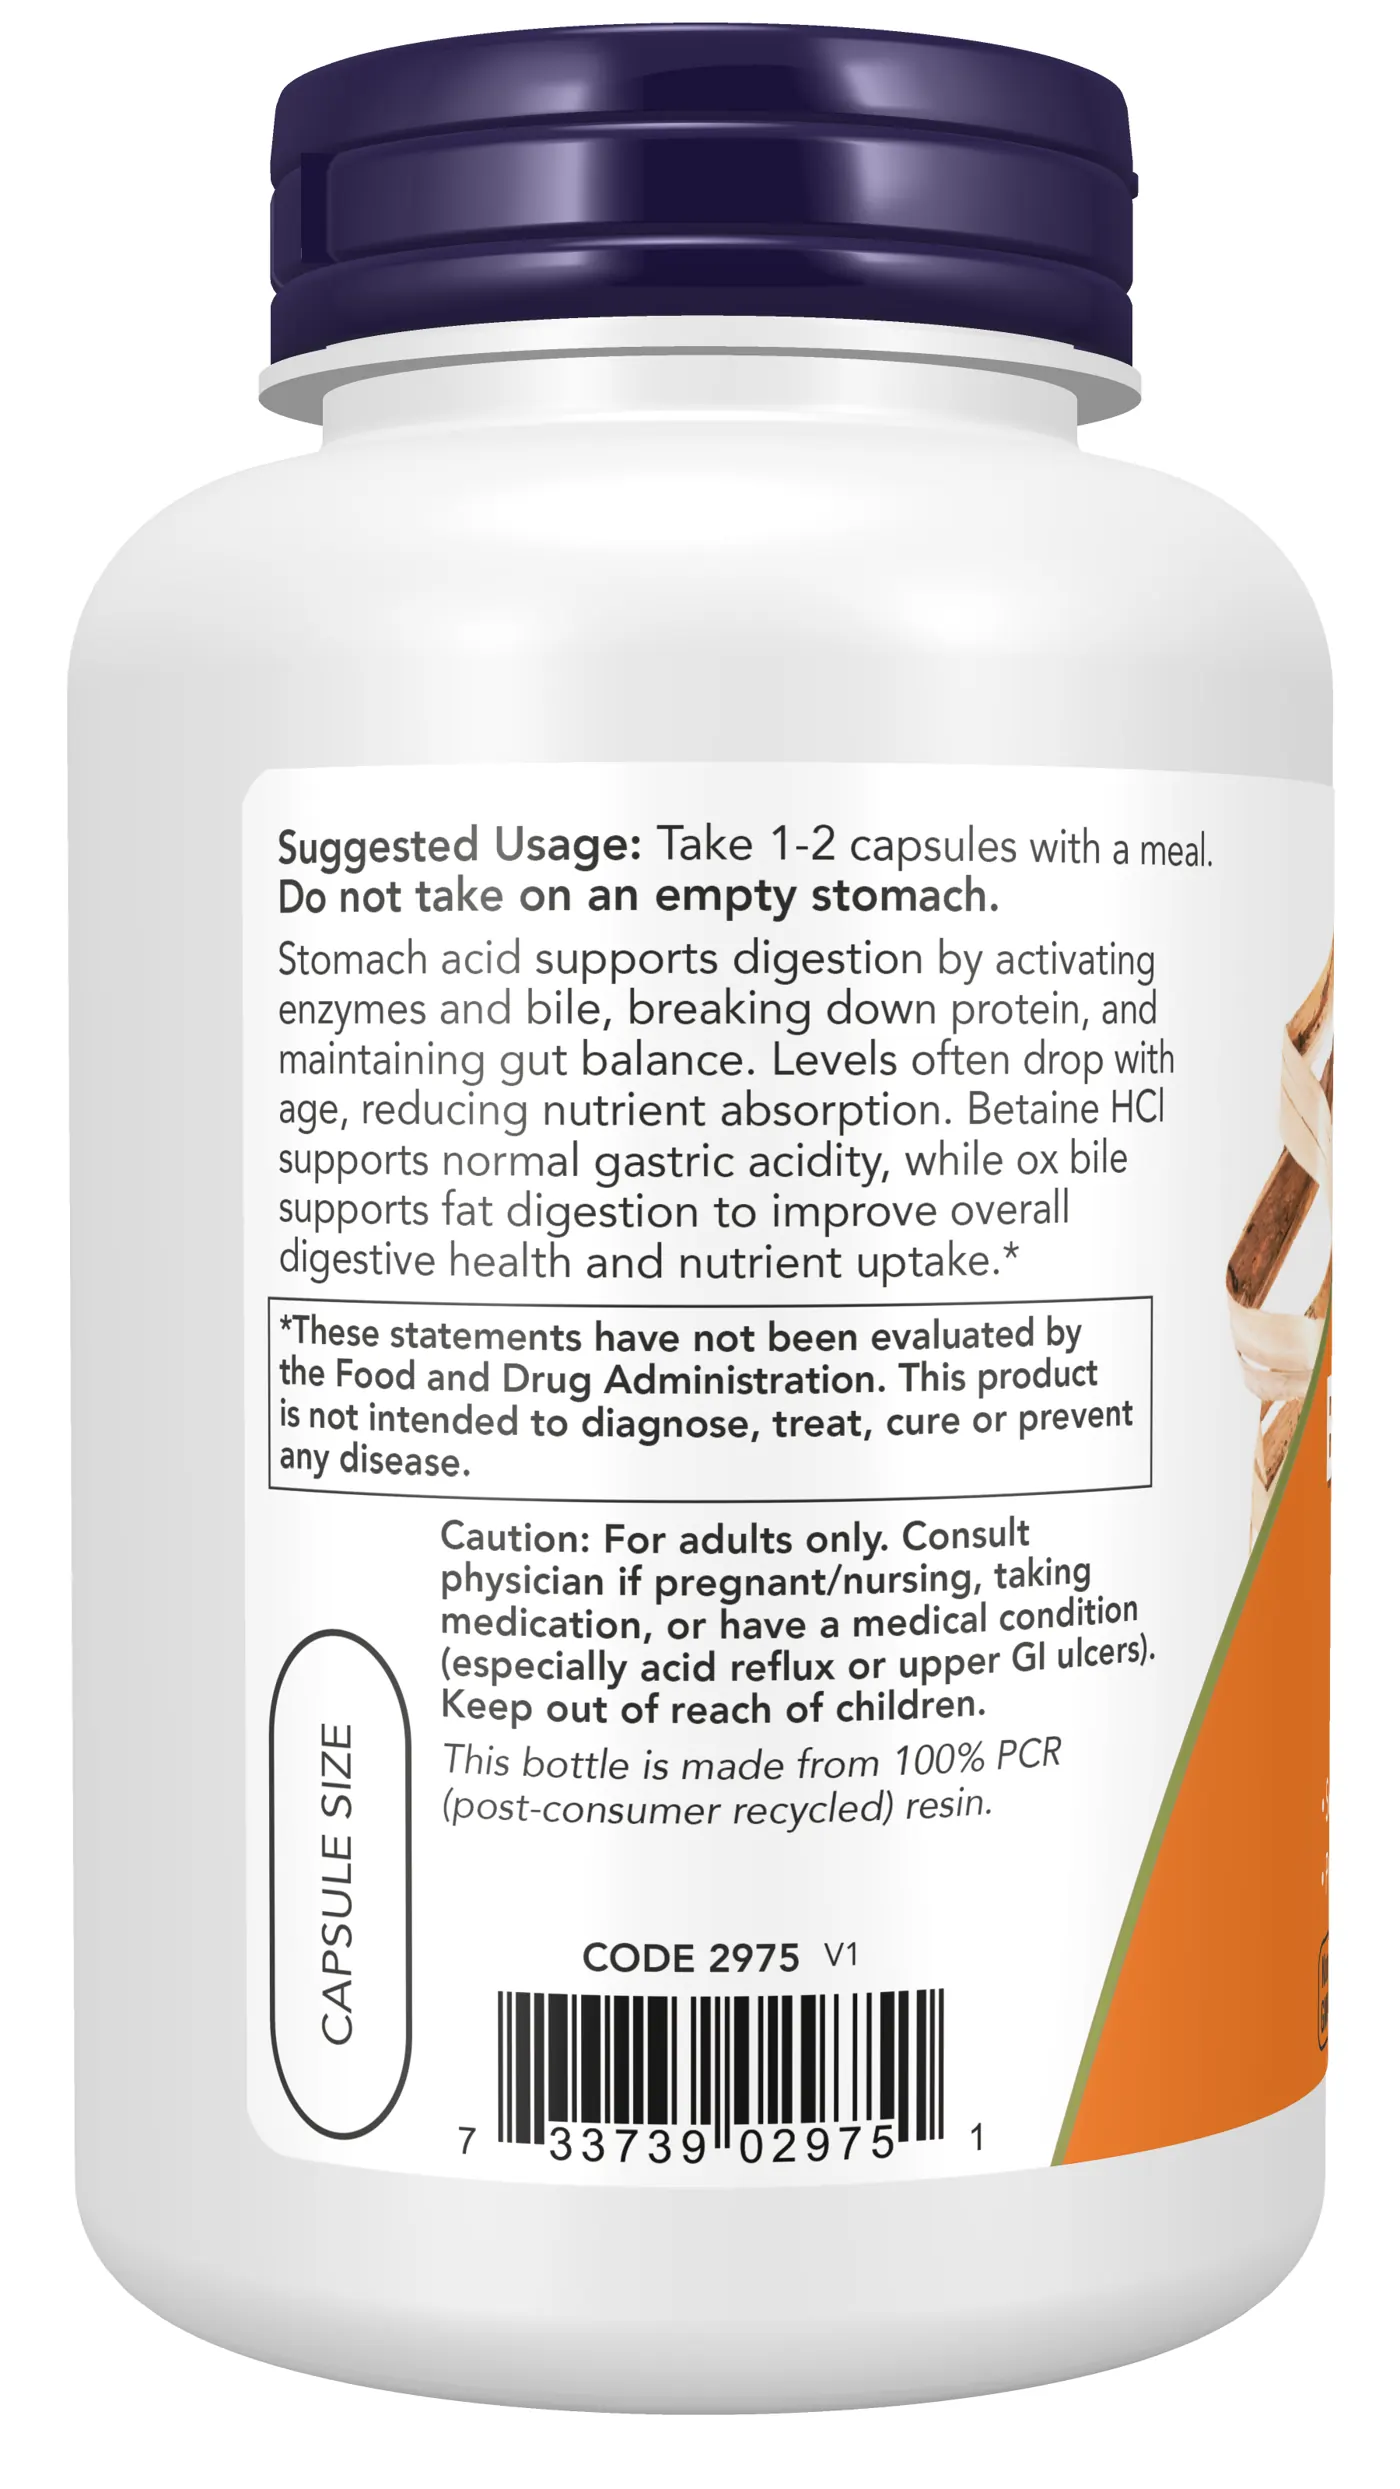 Suggested Usage: Take 1-2 capsules with a meal.
Do not take on an empty stomach.
Stomach acid supports digestion by activating
enzymes and bile, breaking down protein, and
maintaining gut balance. Levels often drop with
age, reducing nutrient absorption. Betaine HCl
supports normal gastric acidity, while ox bile
supports fat digestion to improve overall
digestive health and nutrient uptake.*
*These statements have not been evaluated by
the Food and Drug Administration. This product
is not intended to diagnose, treat, cure or prevent
any disease.
Caution: For adults only. Consult
physician if pregnant/nursing, taking
medication, or have a medical condition
(especially acid reflux or upper GI ulcers).
Keep out of reach of children.
This bottle is made from 100% PCR
(post-consumer recycled) resin.
CAPSULE SIZE
CODE 2975 V1
7 33739 02975 1